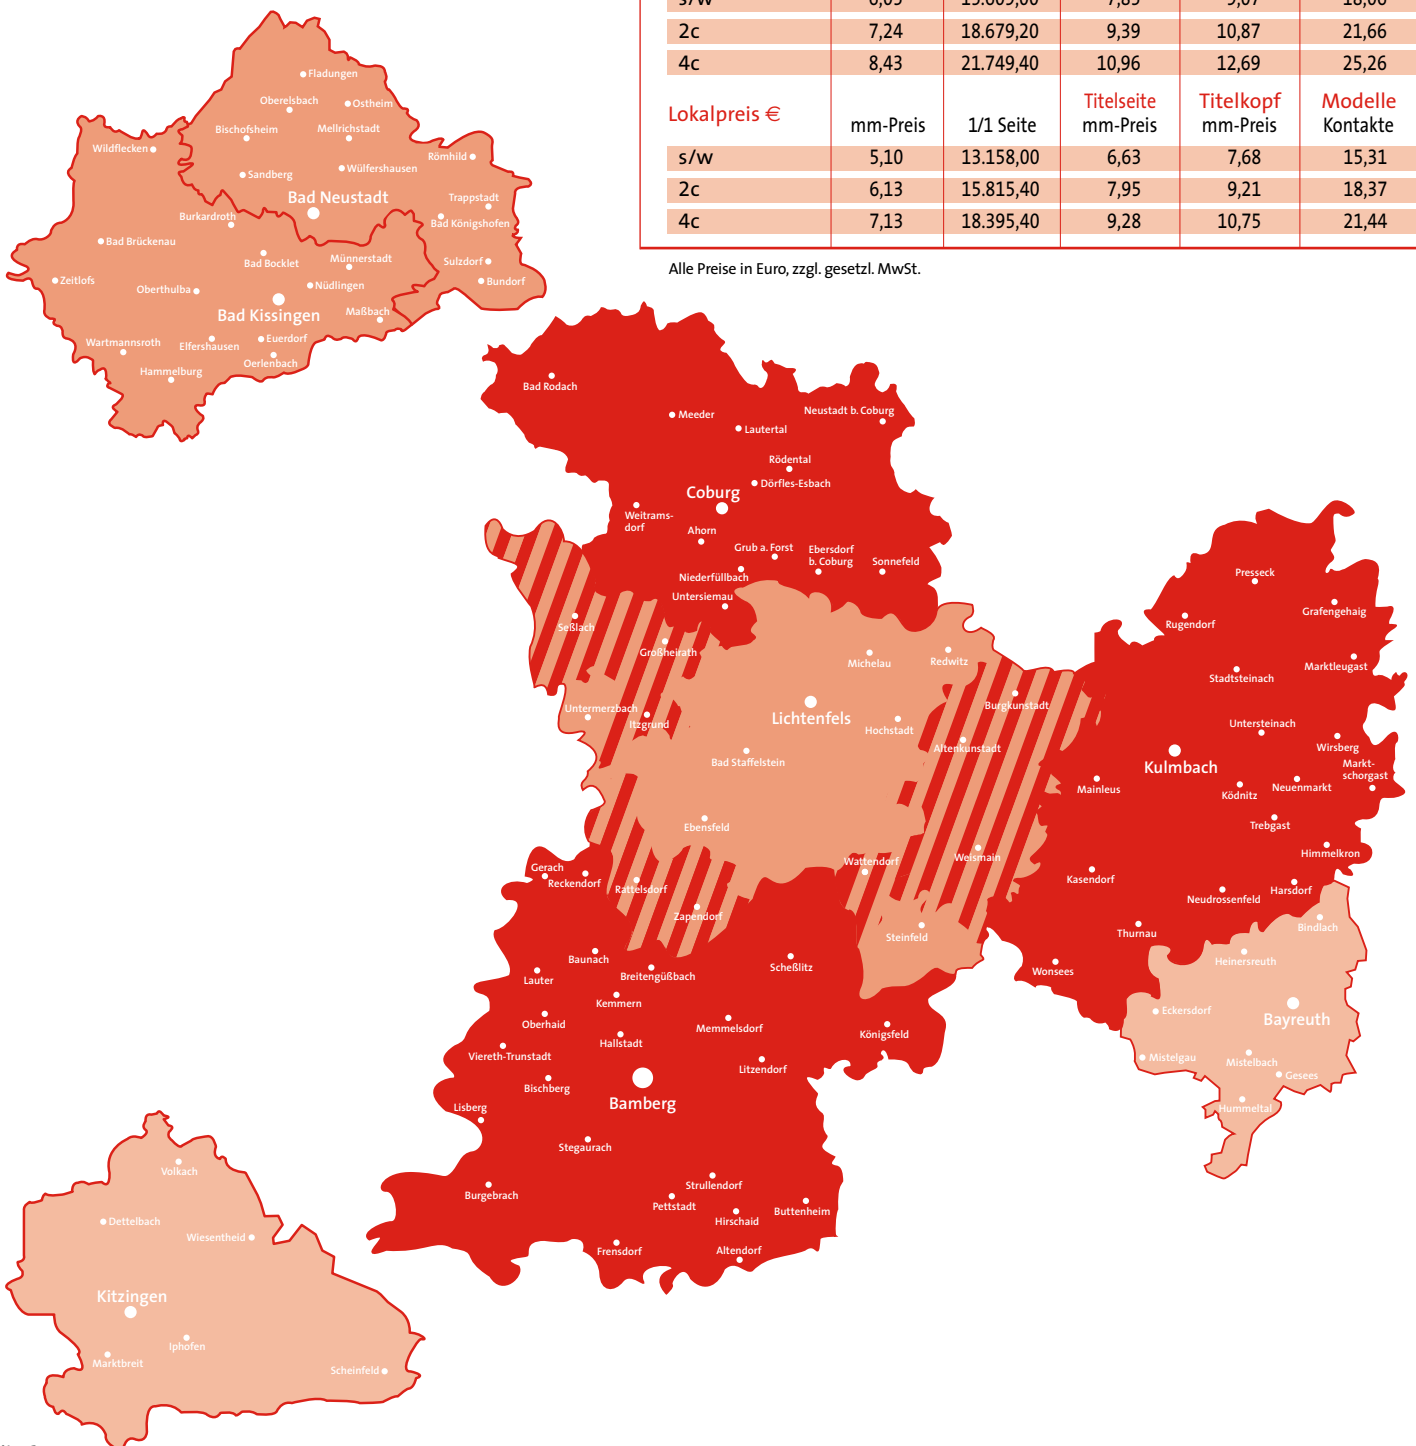 2c 7,24 18.679,20 9,39 10,87 21,66
4c 8,43 21.749,40 10,96 12,69 25,26
Lokalpreis € mm-Preis 1/1 Seite Titelseite mm-Preis Titelkopf mm-Preis Modelle Kontakte
s/w 5,10 13.158,00 6,63 7,68 15,31
2c 6,13 15.815,40 7,95 9,21 18,37
4c 7,13 18.395,40 9,28 10,75 21,44
Alle Preise in Euro, zzgl. gesetzl. MwSt.
Fladungen
Oberelsbach
Ostheim
Bischofsheim
Mellrichstadt
Wildflecken
Römhild
Wülfershausen
Sandberg
Bad Neustadt
Trappstadt
Burkardroth
Bad Königshofen
Bad Brückenau
Bad Bocklet
Münnerstadt
Sulzdorf
Zeitlofs
Oberthulba
Nüdlingen
Bundorf
Bad Kissingen
Maßbach
Wartmannsroth
Elfershausen
Euerdorf
Oerlenbach
Hammelburg
Bad Rodach
Meeder
Neustadt b. Coburg
Lautertal
Rödental
Dörfles-Esbach
Coburg
Weitrams-
dorf
Ahorn
Grub a. Forst
Ebersdorf
b. Coburg
Sonnefeld
Niederfüllbach
Untersiemau
Seßlach
Großheirath
Michelau
Redwitz
Untermerzbach
Itzgrund
Lichtenfels
Hochstadt
Burgkunstadt
Altenkunstadt
Bad Staffelstein
Ebensfeld
Wattendorf
Weismain
Gerach
Reckendorf
Rattelsdorf
Zapendorf
Steinfeld
Presseck
Grafengehaig
Rugendorf
Marktleugast
Stadtsteinach
Untersteinach
Wirsberg
Kulmbach
Markt-
schorgast
Mainleus
Ködnitz
Neuenmarkt
Trebgast
Himmelkron
Kasendorf
Harsdorf
Neudrossenfeld
Thurnau
Bindlach
Heinersreuth
Wonsees
Eckersdorf
Bayreuth
Mistelgau
Mistelbach
Gesees
Hummeltal
Baunach
Lauter
Breitengüßbach
Scheßlitz
Kemmern
Oberhaid
Memmelsdorf
Königsfeld
Hallstadt
Viereth-Trunstadt
Litzendorf
Bischberg
Bamberg
Lisberg
Stegaurach
Burgebrach
Strullendorf
Pettstadt
Hirschaid
Buttenheim
Frensdorf
Altendorf
Volkach
Dettelbach
Wiesentheid
Kitzingen
Iphofen
Marktbreit
Scheinfeld